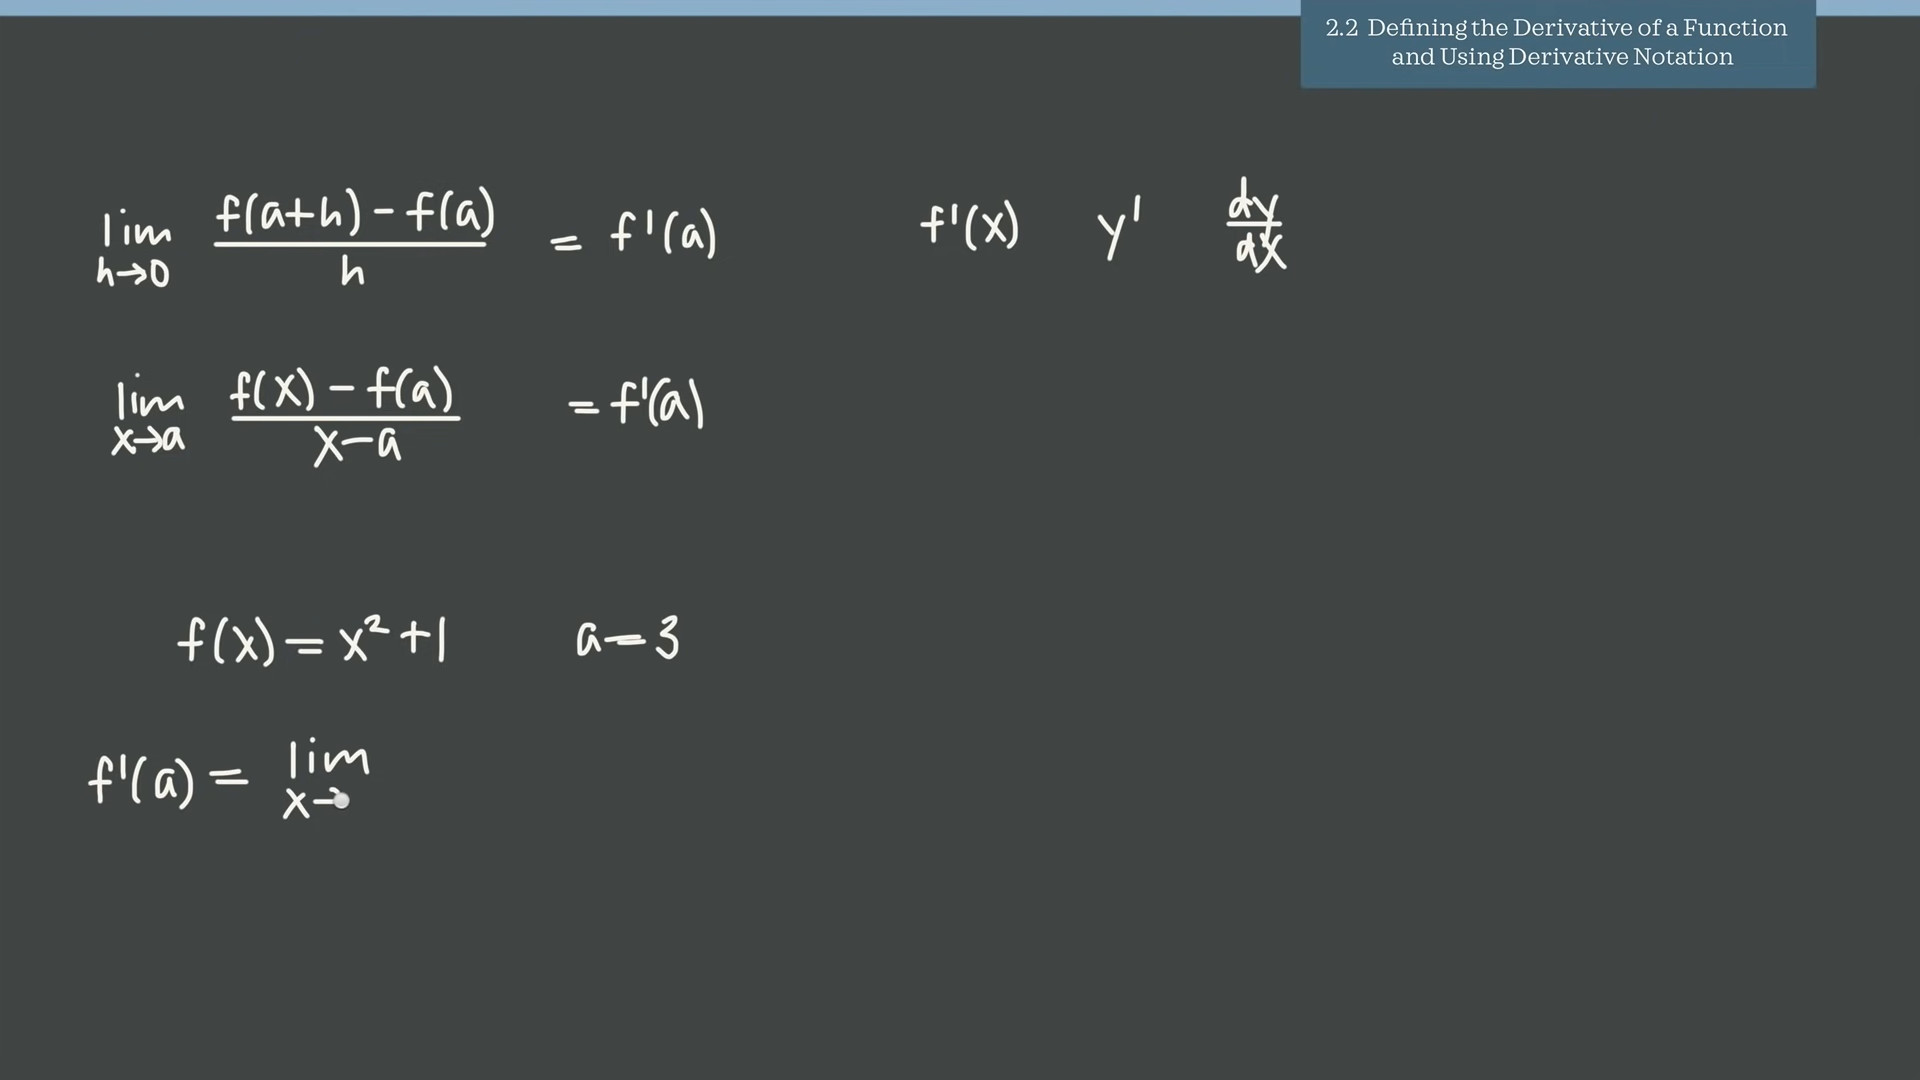 2.2 Defining the Derivative of a Function
and Using Derivative Notation
lim h→0 f(a+h) - f(a) / h = f'(a) f'(x) y' dy/dx
lim x→a f(x) - f(a) / x-a = f'(a)
f(x) = x² + 1 a = 3
f'(a) = lim x→